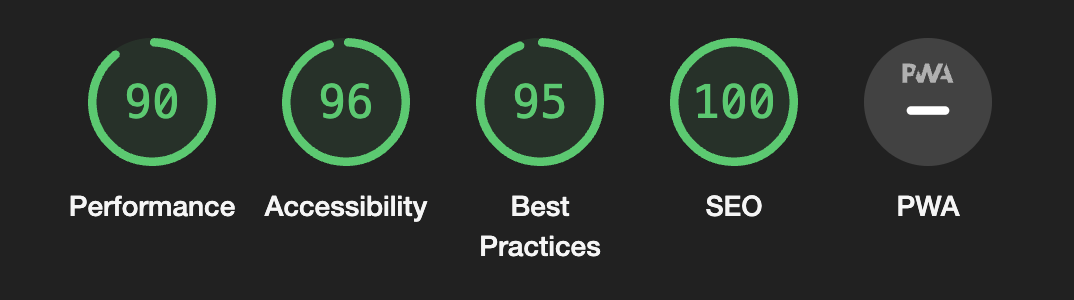 90
96
95
100
PWA
Performance
Accessibility
Best
Practices
SEO
PWA